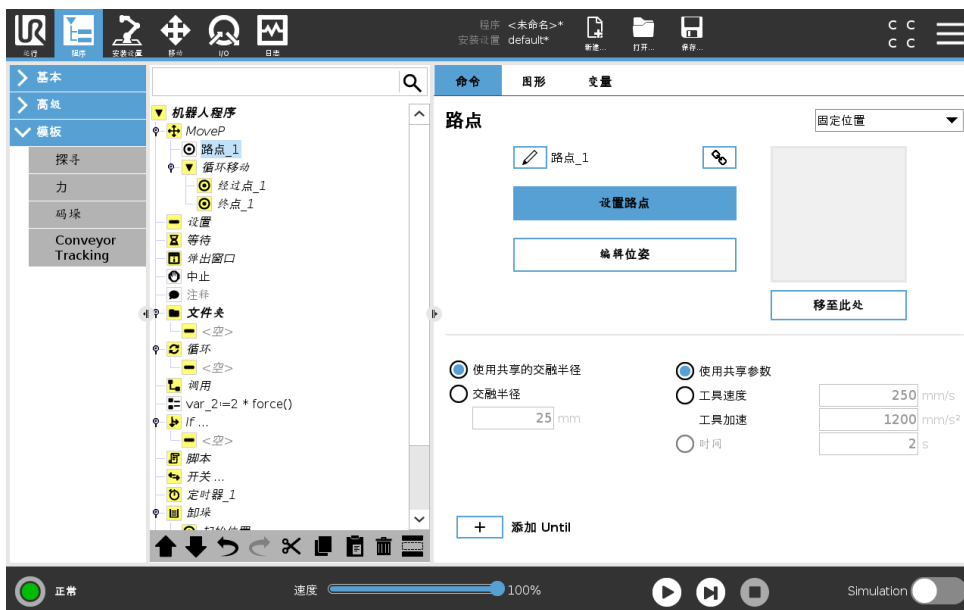 UR
运行
程序
安装设置
移动
I/O
日志
程序 <未命名>*
安装设置 default*
新建...
打开...
保存...
C C
C C
基本
高级
模板
探寻
力
码垛
Conveyor
Tracking
机器人程序
MoveP
路点_1
循环移动
经过点_1
终点_1
设置
等待
弹出窗口
中止
注释
文件夹
<空>
循环
<空>
调用
var_2:=2 * force()
If ...
<空>
脚本
开关 ...
定时器_1
卸垛
起始位置
命令 图形 变量
路点
固定位置
路点_1
设置路点
编辑位姿
移至此处
使用共享的交融半径
交融半径
25 mm
使用共享参数
工具速度 250 mm/s
工具加速 1200 mm/s²
时间 2 s
+ 添加 Until
正常
速度 100%
Simulation